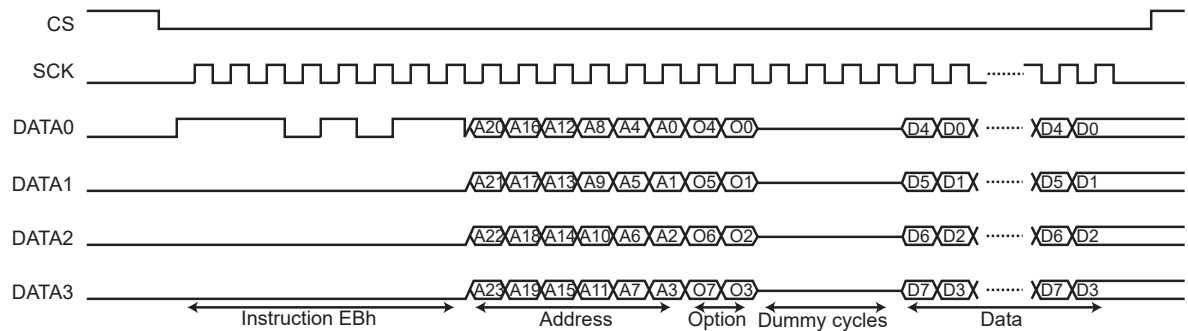 CS
SCK
DATA0 A20 A16 A12 A8 A4 A0 O4 O0 D4 D0 D4 D0
DATA1 A21 A17 A13 A9 A5 A1 O5 O1 D5 D1 D5 D1
DATA2 A22 A18 A14 A10 A6 A2 O6 O2 D6 D2 D6 D2
DATA3 A23 A19 A15 A11 A7 A3 O7 O3 D7 D3 D7 D3
Instruction EBh Address Option Dummy cycles Data